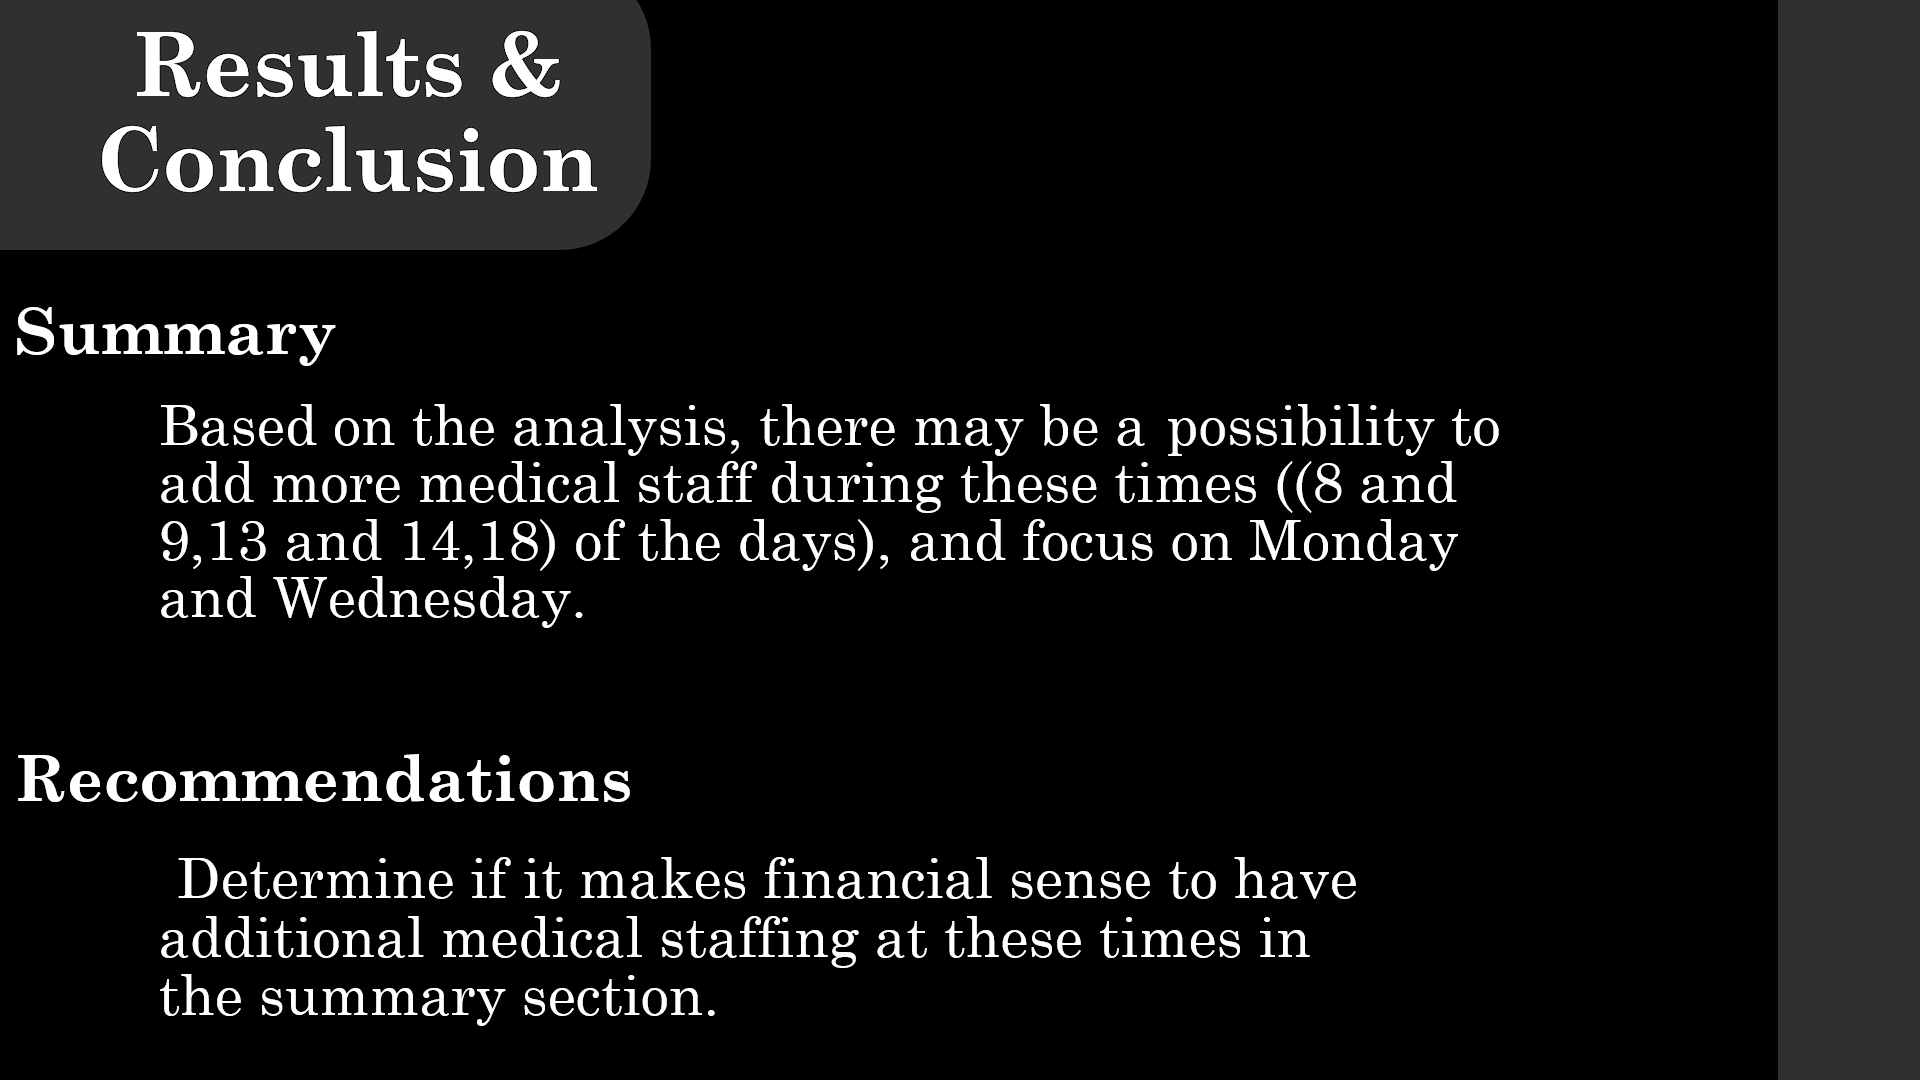 Results &
Conclusion
Summary
Based on the analysis, there may be a possibility to
add more medical staff during these times ((8 and
9,13 and 14,18) of the days), and focus on Monday
and Wednesday.
Recommendations
Determine if it makes financial sense to have
additional medical staffing at these times in
the summary section.